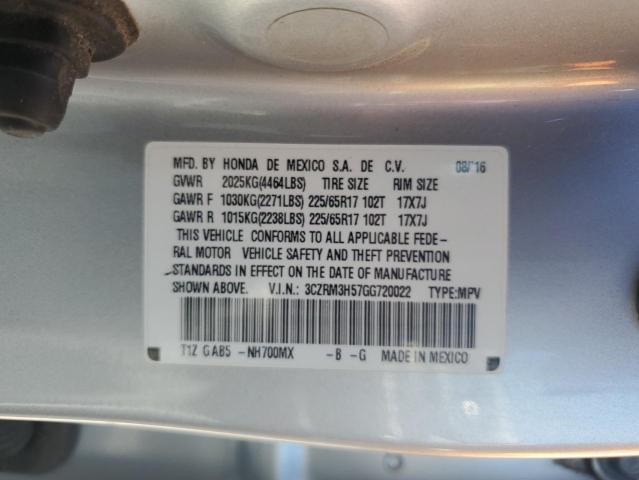 MFD. BY HONDA DE MEXICO S.A. DE C.V. 08/16
GVWR 2025KG(4464LBS) TIRE SIZE RIM SIZE
GAWR F 1030KG(2271LBS) 225/65R17 102T 17X7J
GAWR R 1015KG(2238LBS) 225/65R17 102T 17X7J
THIS VEHICLE CONFORMS TO ALL APPLICABLE FEDE-
RAL MOTOR VEHICLE SAFETY AND THEFT PREVENTION
STANDARDS IN EFFECT ON THE DATE OF MANUFACTURE
SHOWN ABOVE. V.I.N.: 3CZRM3H57GG720022 TYPE:MPV
T1Z G AB5 -NH700MX -B -G MADE IN MEXICO